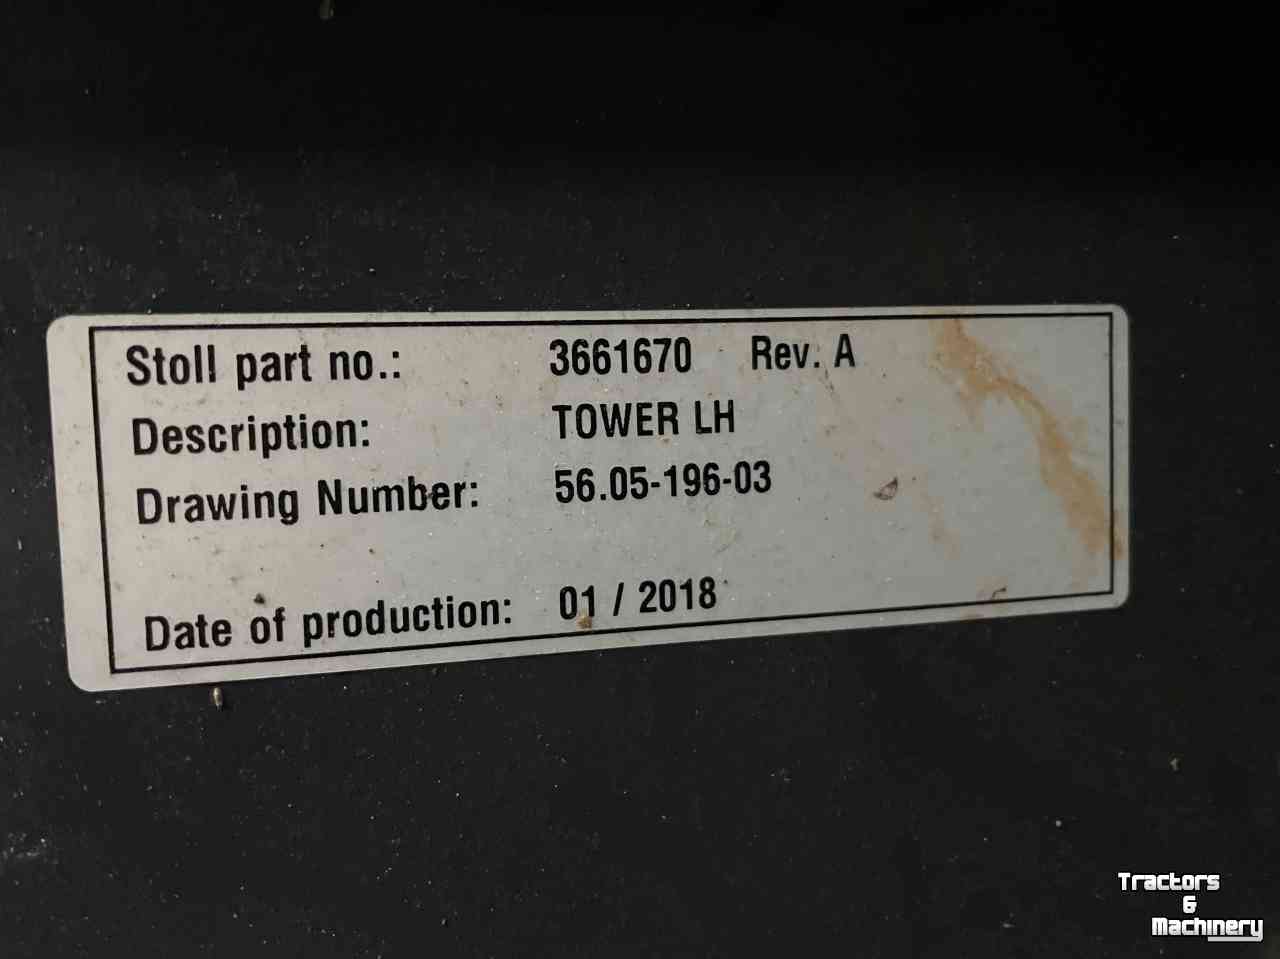 Stoll part no.: 3661670 Rev. A
Description: TOWER LH
Drawing Number: 56.05-196-03
Date of production: 01 / 2018
Tractors
&
Machinery